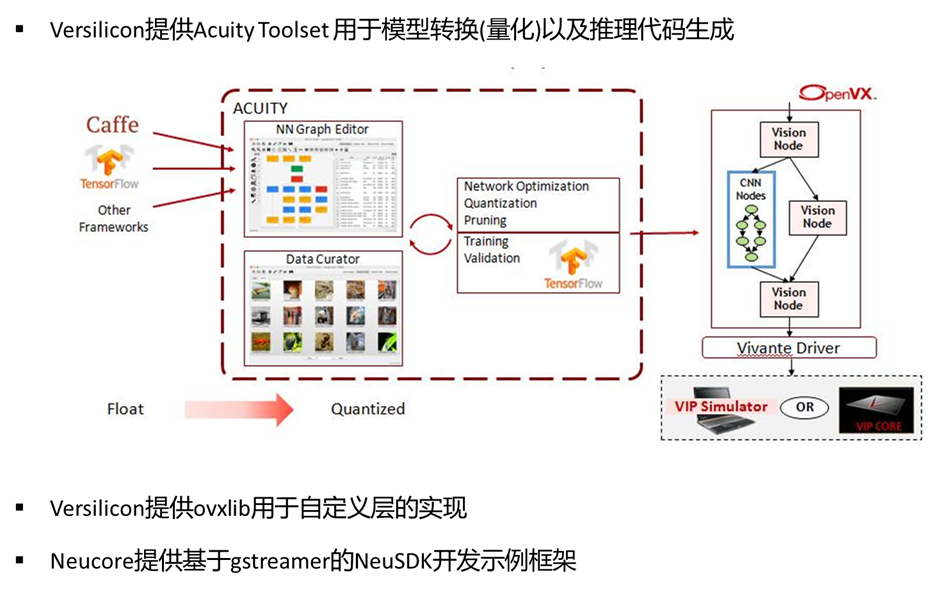 Versilicon提供Acuity Toolset 用于模型转换(量化)以及推理代码生成
ACUITY
NN Graph Editor
Caffe
TensorFlow
Other
Frameworks
Data Curator
Network Optimization
Quantization
Pruning
Training
Validation
TensorFlow
OpenVX
Vision
Node
CNN
Nodes
Vision
Node
Vision
Node
Vivante Driver
VIP Simulator
OR
VIP CORE
Float
Quantized
Versilicon提供ovxlib用于自定义层的实现
Neucore提供基于gstreamer的NeuSDK开发示例框架